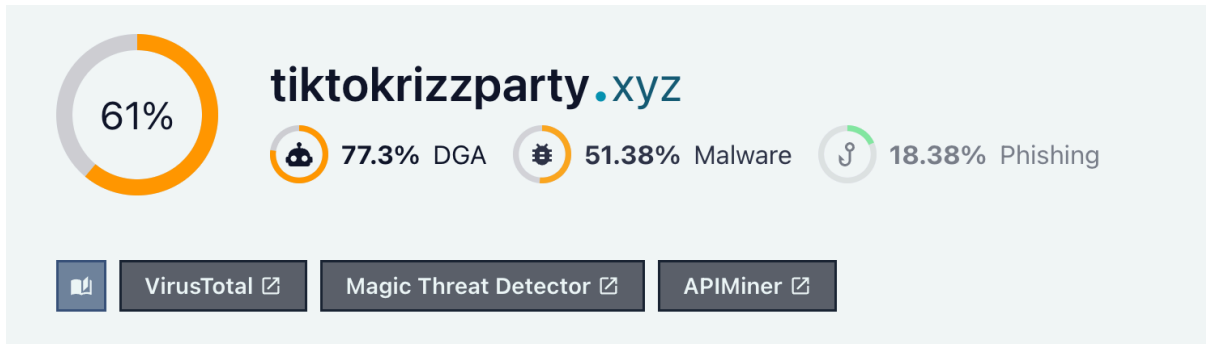 61%
tiktokrizzparty.xyz
77.3% DGA 51.38% Malware 18.38% Phishing
VirusTotal Magic Threat Detector APIMiner